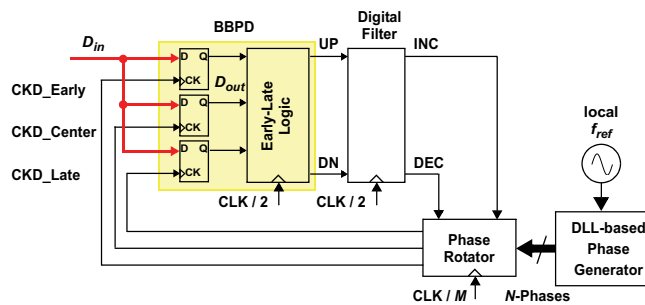 BBPD
Digital
Filter
D_in
UP
INC
D Q
CK
D_out
CKD_Early
D Q
CK
Early-Late
Logic
CKD_Center
D Q
CK
CKD_Late
DN
DEC
CLK / 2
CLK / 2
local
f_ref
Phase
Rotator
DLL-based
Phase
Generator
CLK / M
N-Phases